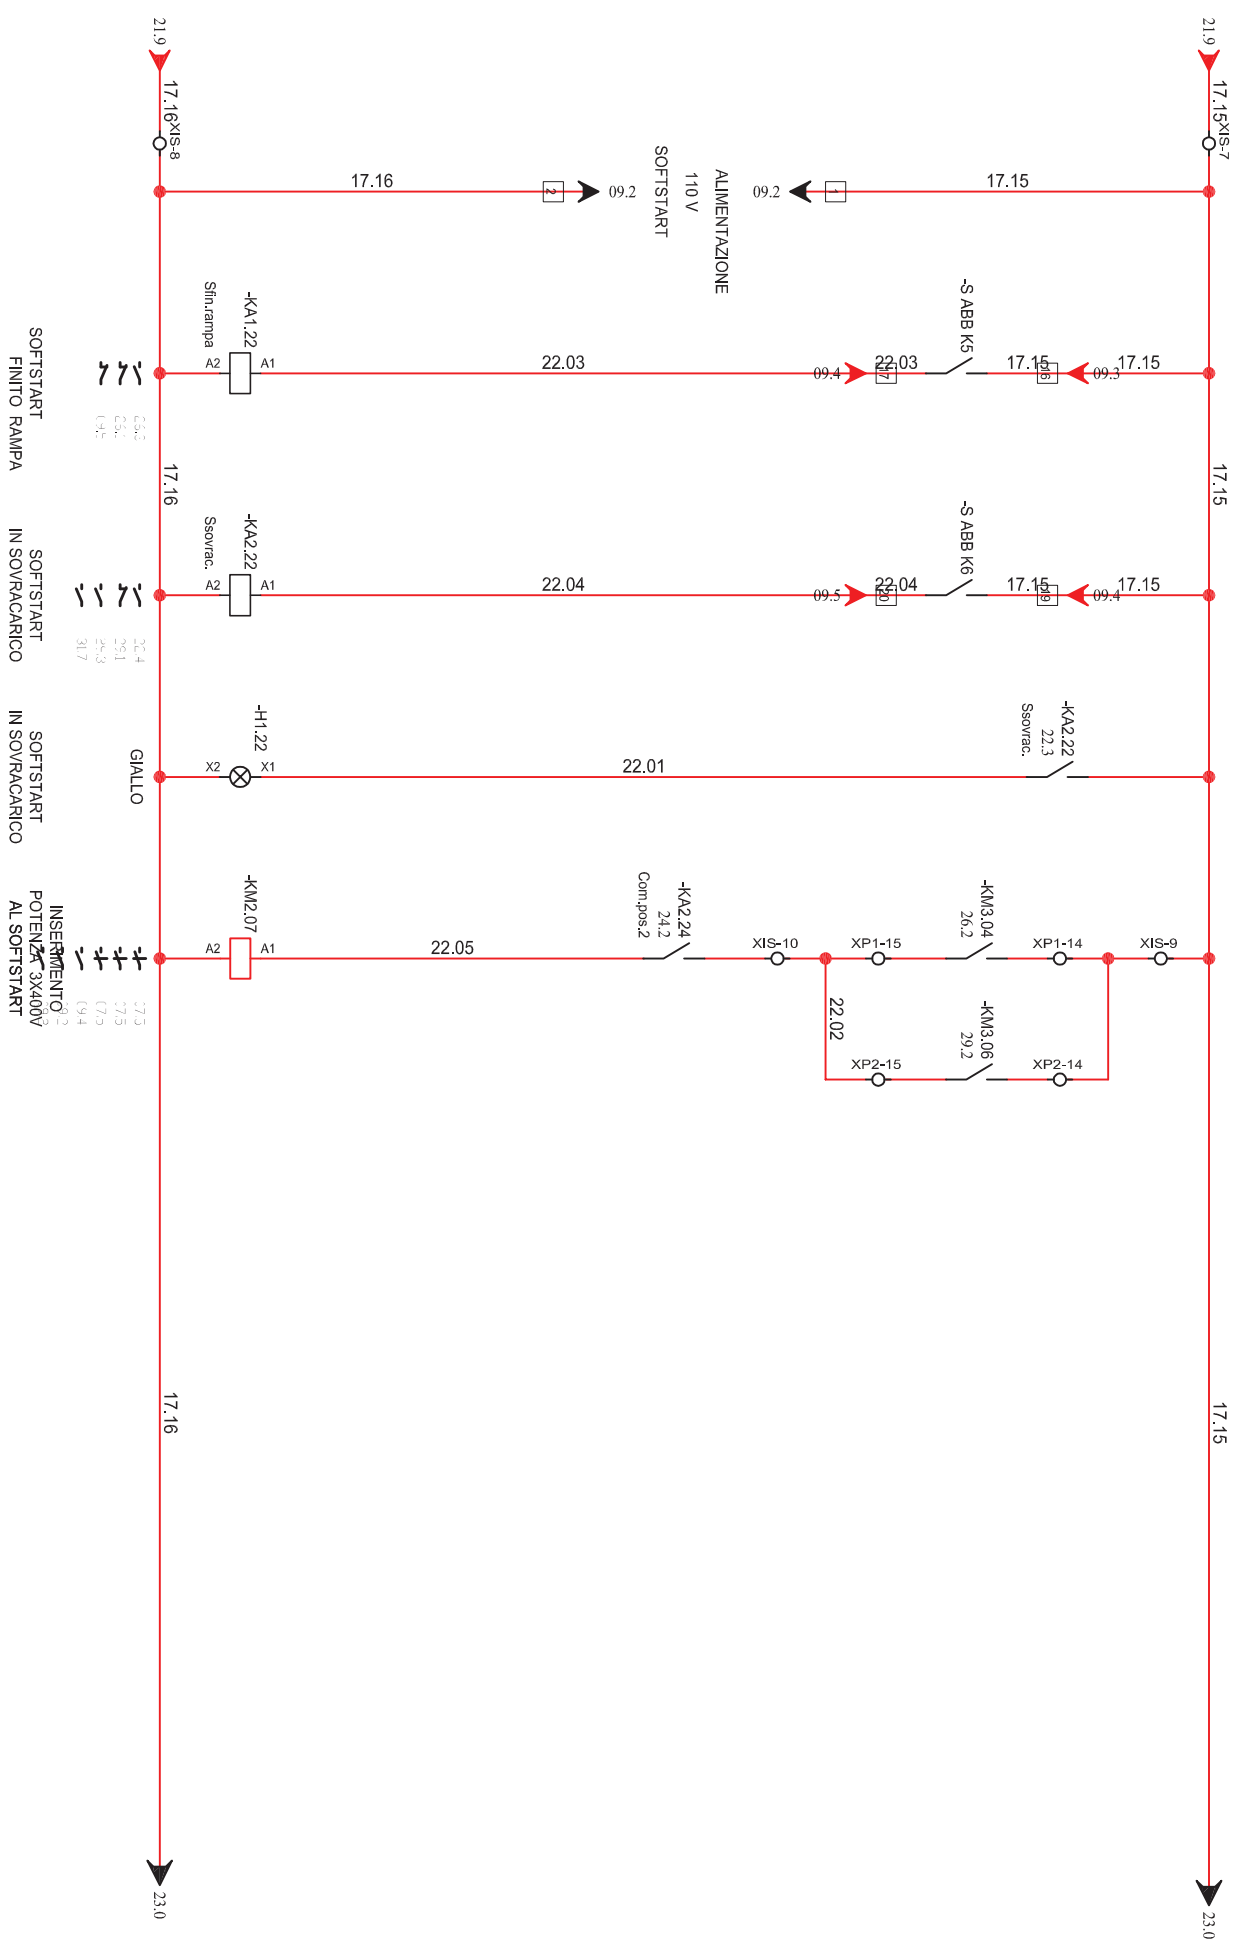 21.9
17.15
XIS-7
17.15
17.15
23.0
21.9
17.16
XIS-8
17.16
17.16
23.0
17.15
1
09.2
ALIMENTAZIONE
110 V
SOFTSTART
09.2
2
17.16
17.15
09.3
16
17.15
-S ABB K5
22.03
17
09.4
22.03
-KA1.22
Sfin.rampa
A1
A2
SOFTSTART
FINITO RAMPA
17.15
09.4
19
17.15
-S ABB K6
22.04
20
09.5
22.04
-KA2.22
Ssovrac.
A1
A2
31.7
SOFTSTART
IN SOVRACARICO
-KA2.22
22.3
Ssovrac.
22.01
-H1.22
X1
X2
GIALLO
SOFTSTART
IN SOVRACARICO
XIS-9
XP1-14
-KM3.04
26.2
XP1-15
XIS-10
XP2-14
-KM3.06
29.2
XP2-15
22.02
-KA2.24
24.2
Com.pos.2
22.05
-KM2.07
A1
A2
INSERIMENTO
POTENZA 3X400V
AL SOFTSTART